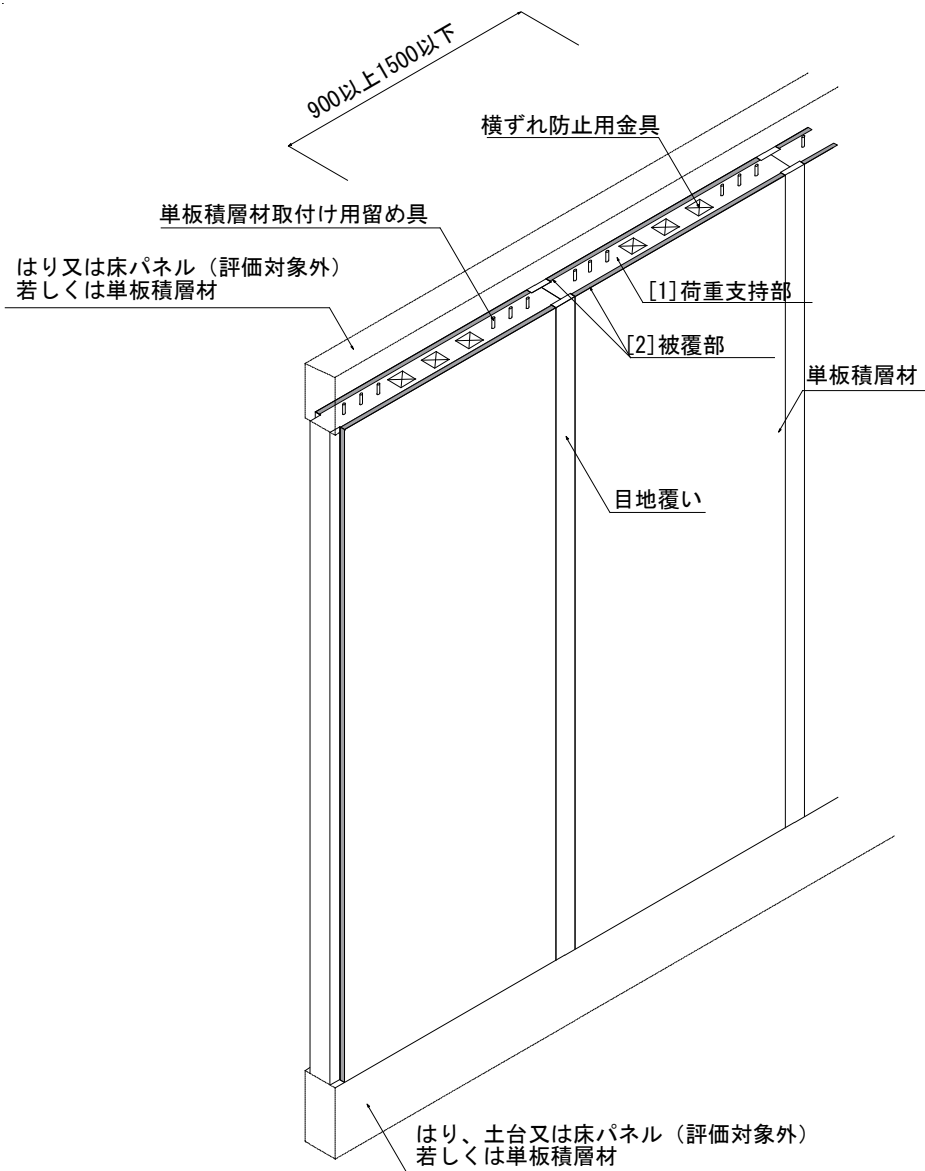 900以上1500以下
横ずれ防止用金具
単板積層材取付け用留め具
はり又は床パネル（評価対象外）
若しくは単板積層材
[1]荷重支持部
[2]被覆部
単板積層材
目地覆い
はり、土台又は床パネル（評価対象外）
若しくは単板積層材